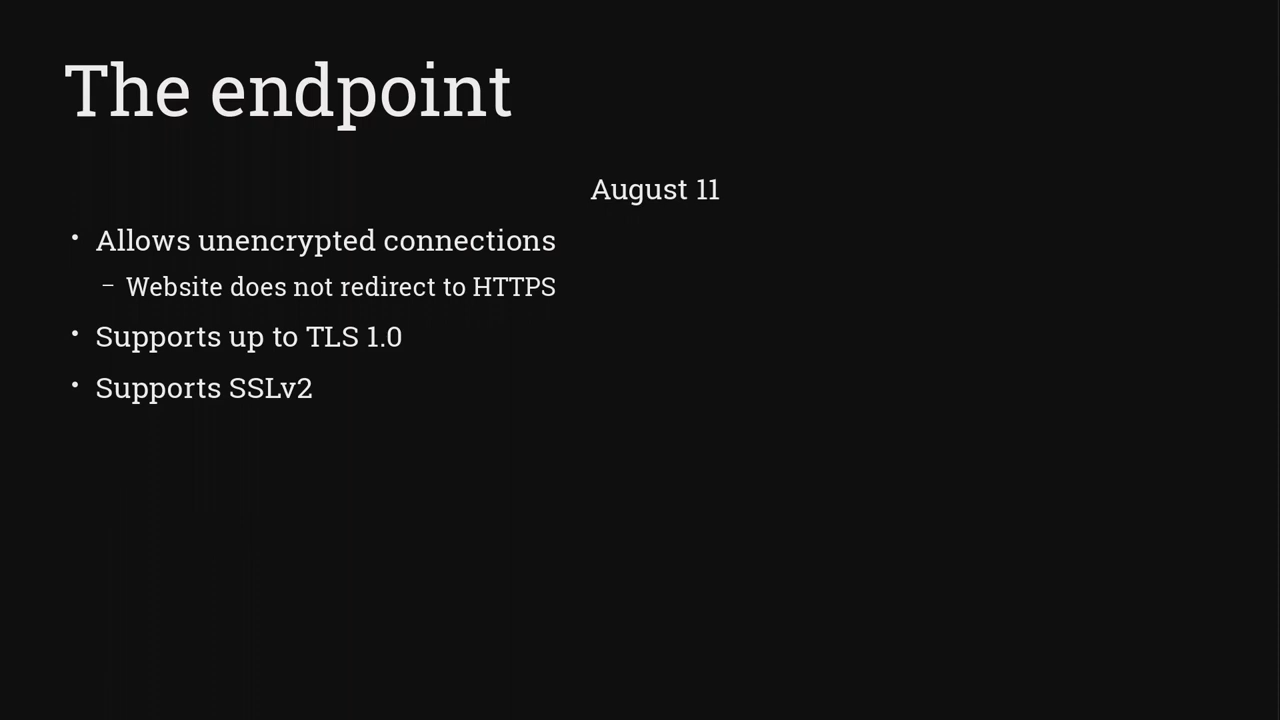 The endpoint
August 11
• Allows unencrypted connections
– Website does not redirect to HTTPS
• Supports up to TLS 1.0
• Supports SSLv2